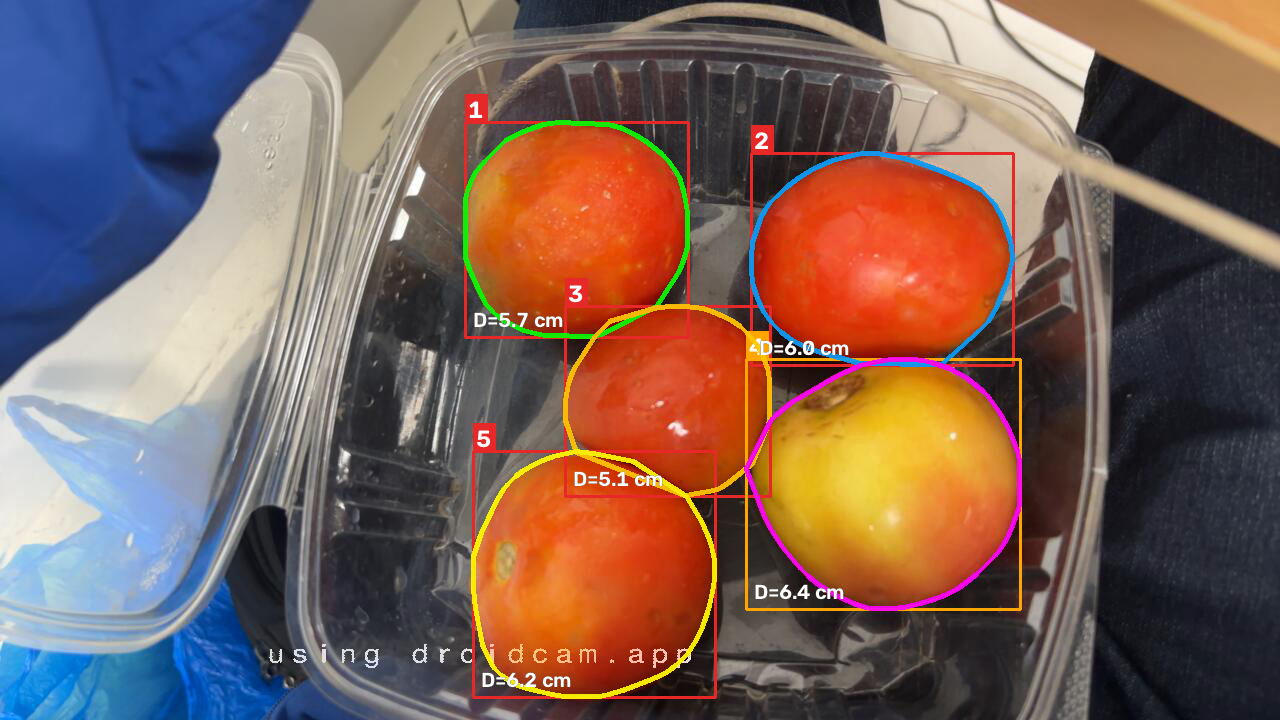 1
2
3
D=5.7 cm
D=6.0 cm
5
D=5.1 cm
D=6.4 cm
using droidcam.app
D=6.2 cm